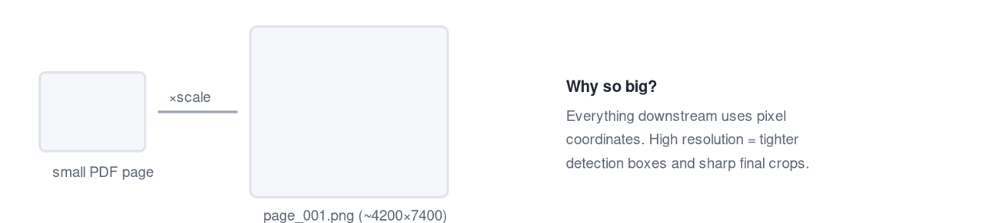 ×scale
small PDF page
page_001.png (~4200×7400)
Why so big?
Everything downstream uses pixel
coordinates. High resolution = tighter
detection boxes and sharp final crops.